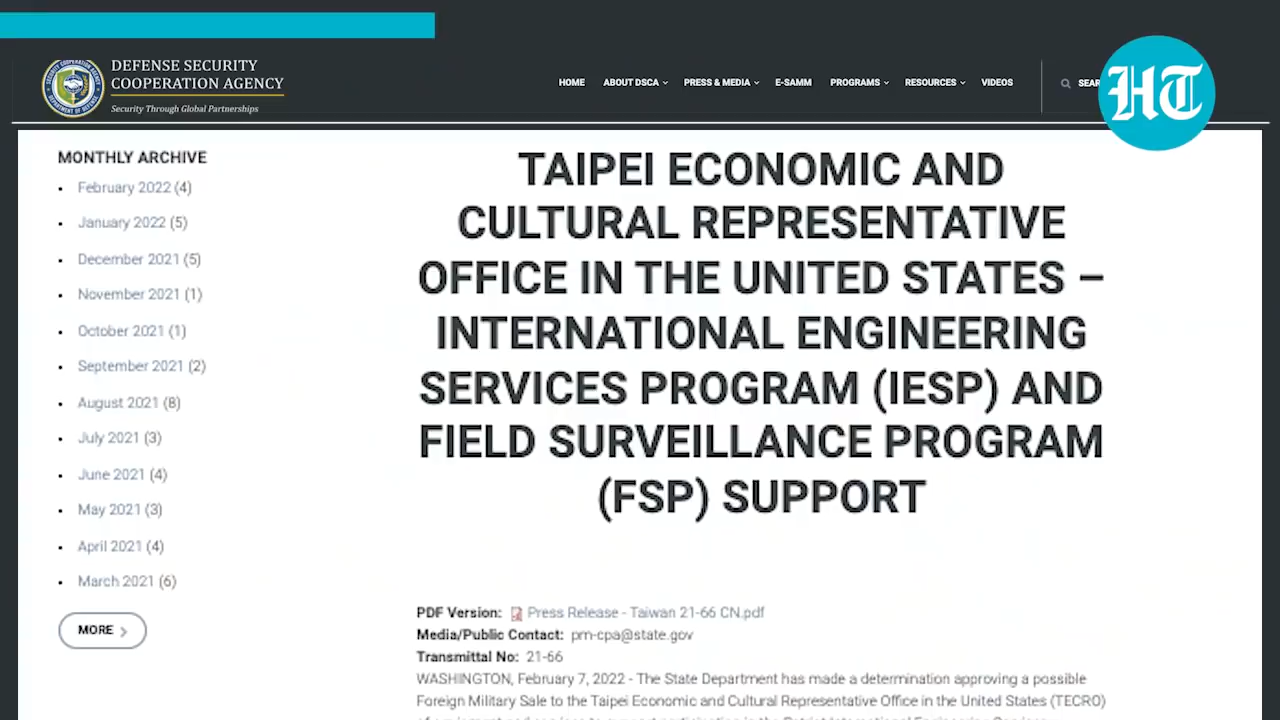 DEFENSE SECURITY
COOPERATION AGENCY
Security Through Global Partnerships
HOME ABOUT DSCA PRESS & MEDIA E-SAMM PROGRAMS RESOURCES VIDEOS SEAR
HT
MONTHLY ARCHIVE
• February 2022 (4)
• January 2022 (5)
• December 2021 (5)
• November 2021 (1)
• October 2021 (1)
• September 2021 (2)
• August 2021 (8)
• July 2021 (3)
• June 2021 (4)
• May 2021 (3)
• April 2021 (4)
• March 2021 (6)
MORE
TAIPEI ECONOMIC AND
CULTURAL REPRESENTATIVE
OFFICE IN THE UNITED STATES –
INTERNATIONAL ENGINEERING
SERVICES PROGRAM (IESP) AND
FIELD SURVEILLANCE PROGRAM
(FSP) SUPPORT
PDF Version: Press Release - Taiwan 21-66 CN.pdf
Media/Public Contact: pm-cpa@state.gov
Transmittal No: 21-66
WASHINGTON, February 7, 2022 - The State Department has made a determination approving a possible
Foreign Military Sale to the Taipei Economic and Cultural Representative Office in the United States (TECRO)